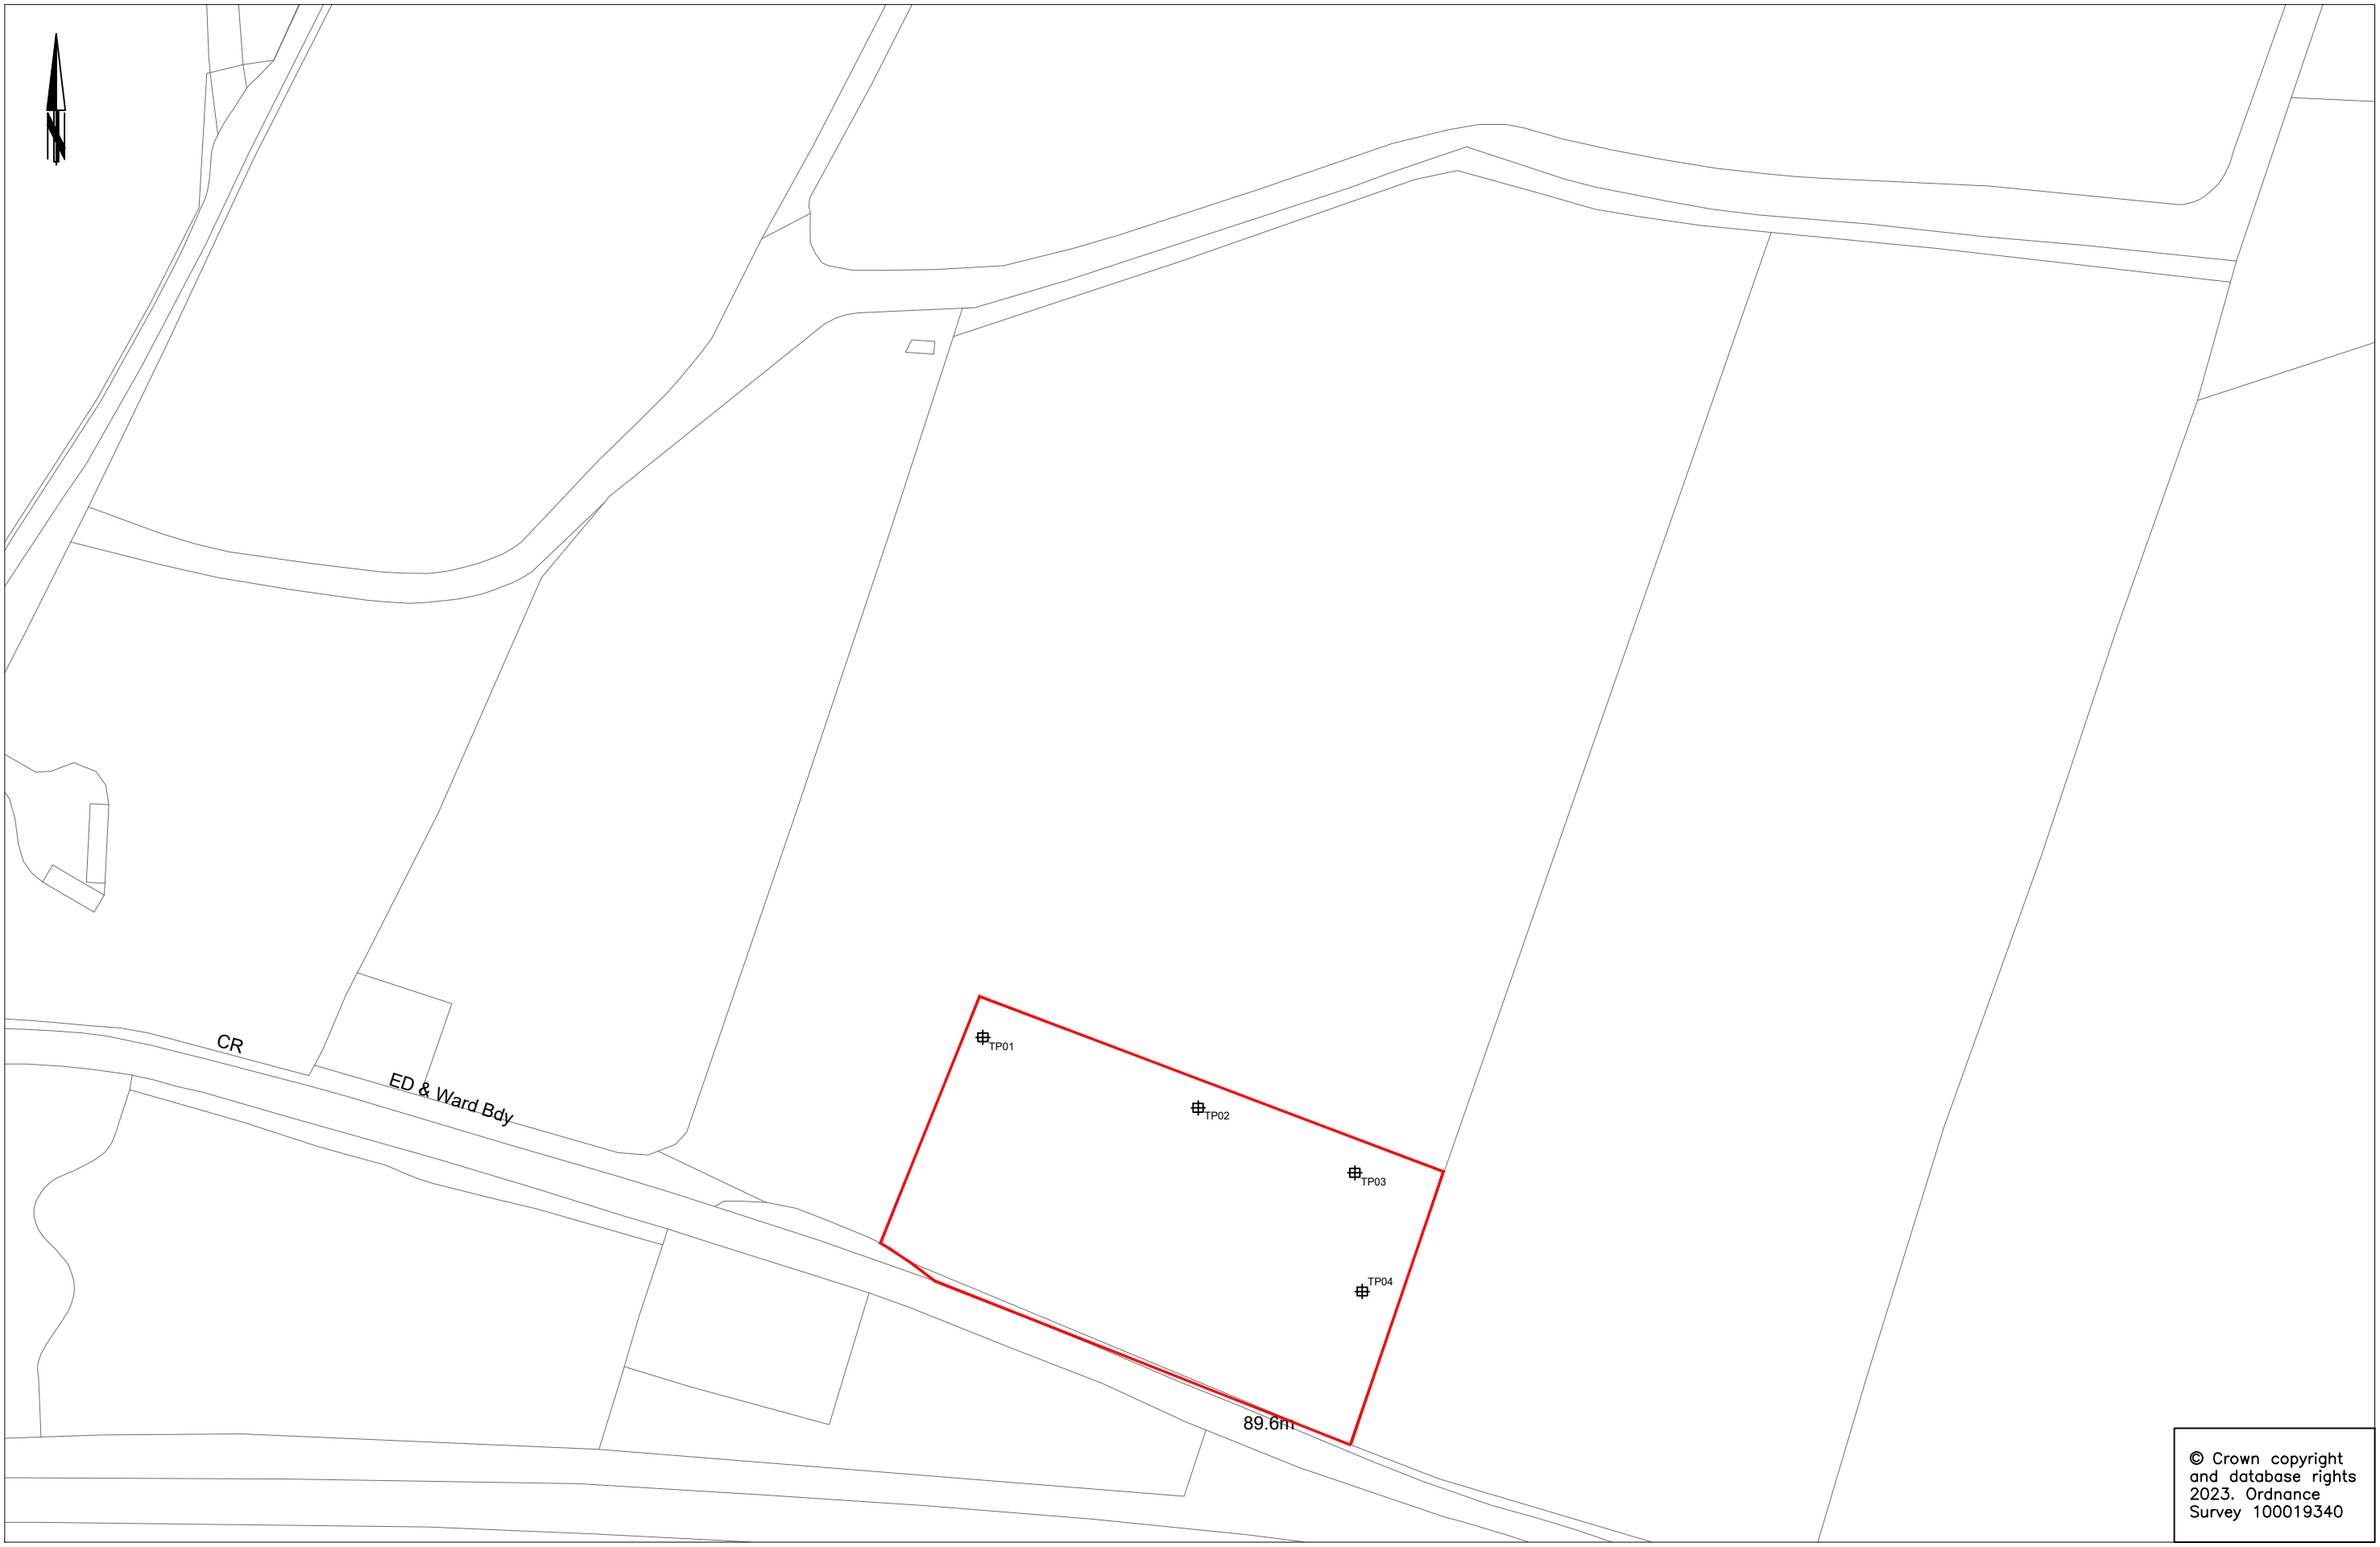 N
TP01
CR
ED & Ward Bdy
TP02
TP03
TP04
89.6m
© Crown copyright
and database rights
2023. Ordnance
Survey 100019340